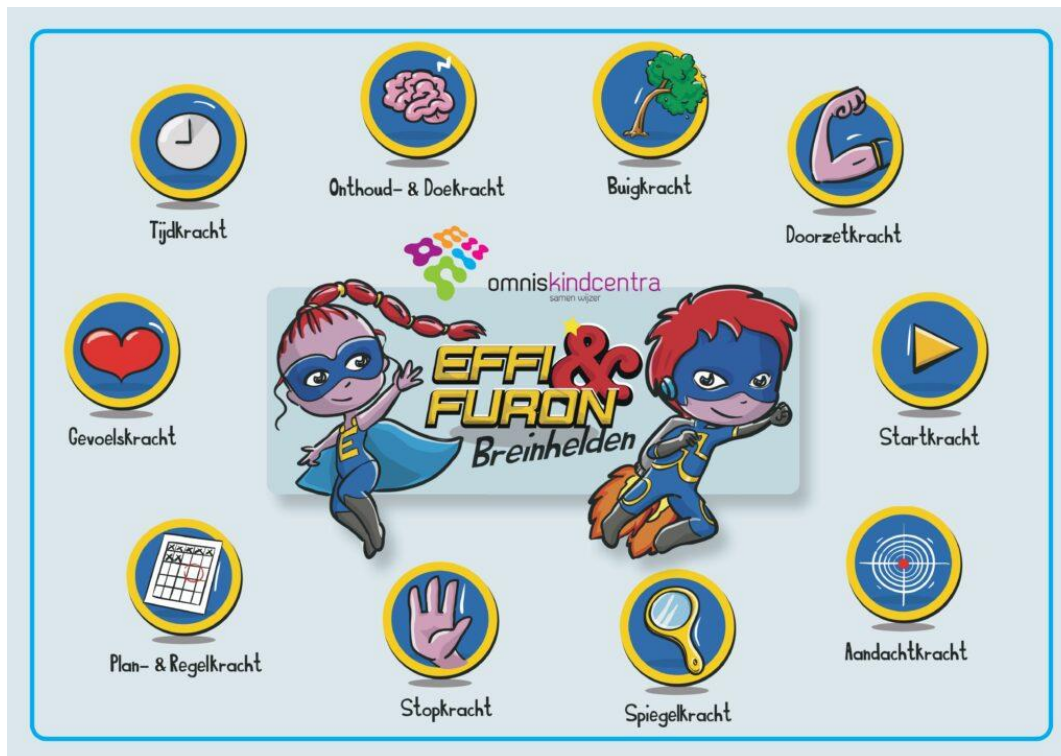 Onthoud- & Doekracht
Buigkracht
Tijdkracht
Doorzetkracht
omniskindcentra
samen wijzer
EFFI &
FURON
Breinhelden
E
Gevoelskracht
Startkracht
Plan- & Regelkracht
Stopkracht
Spiegelkracht
Aandachtkracht